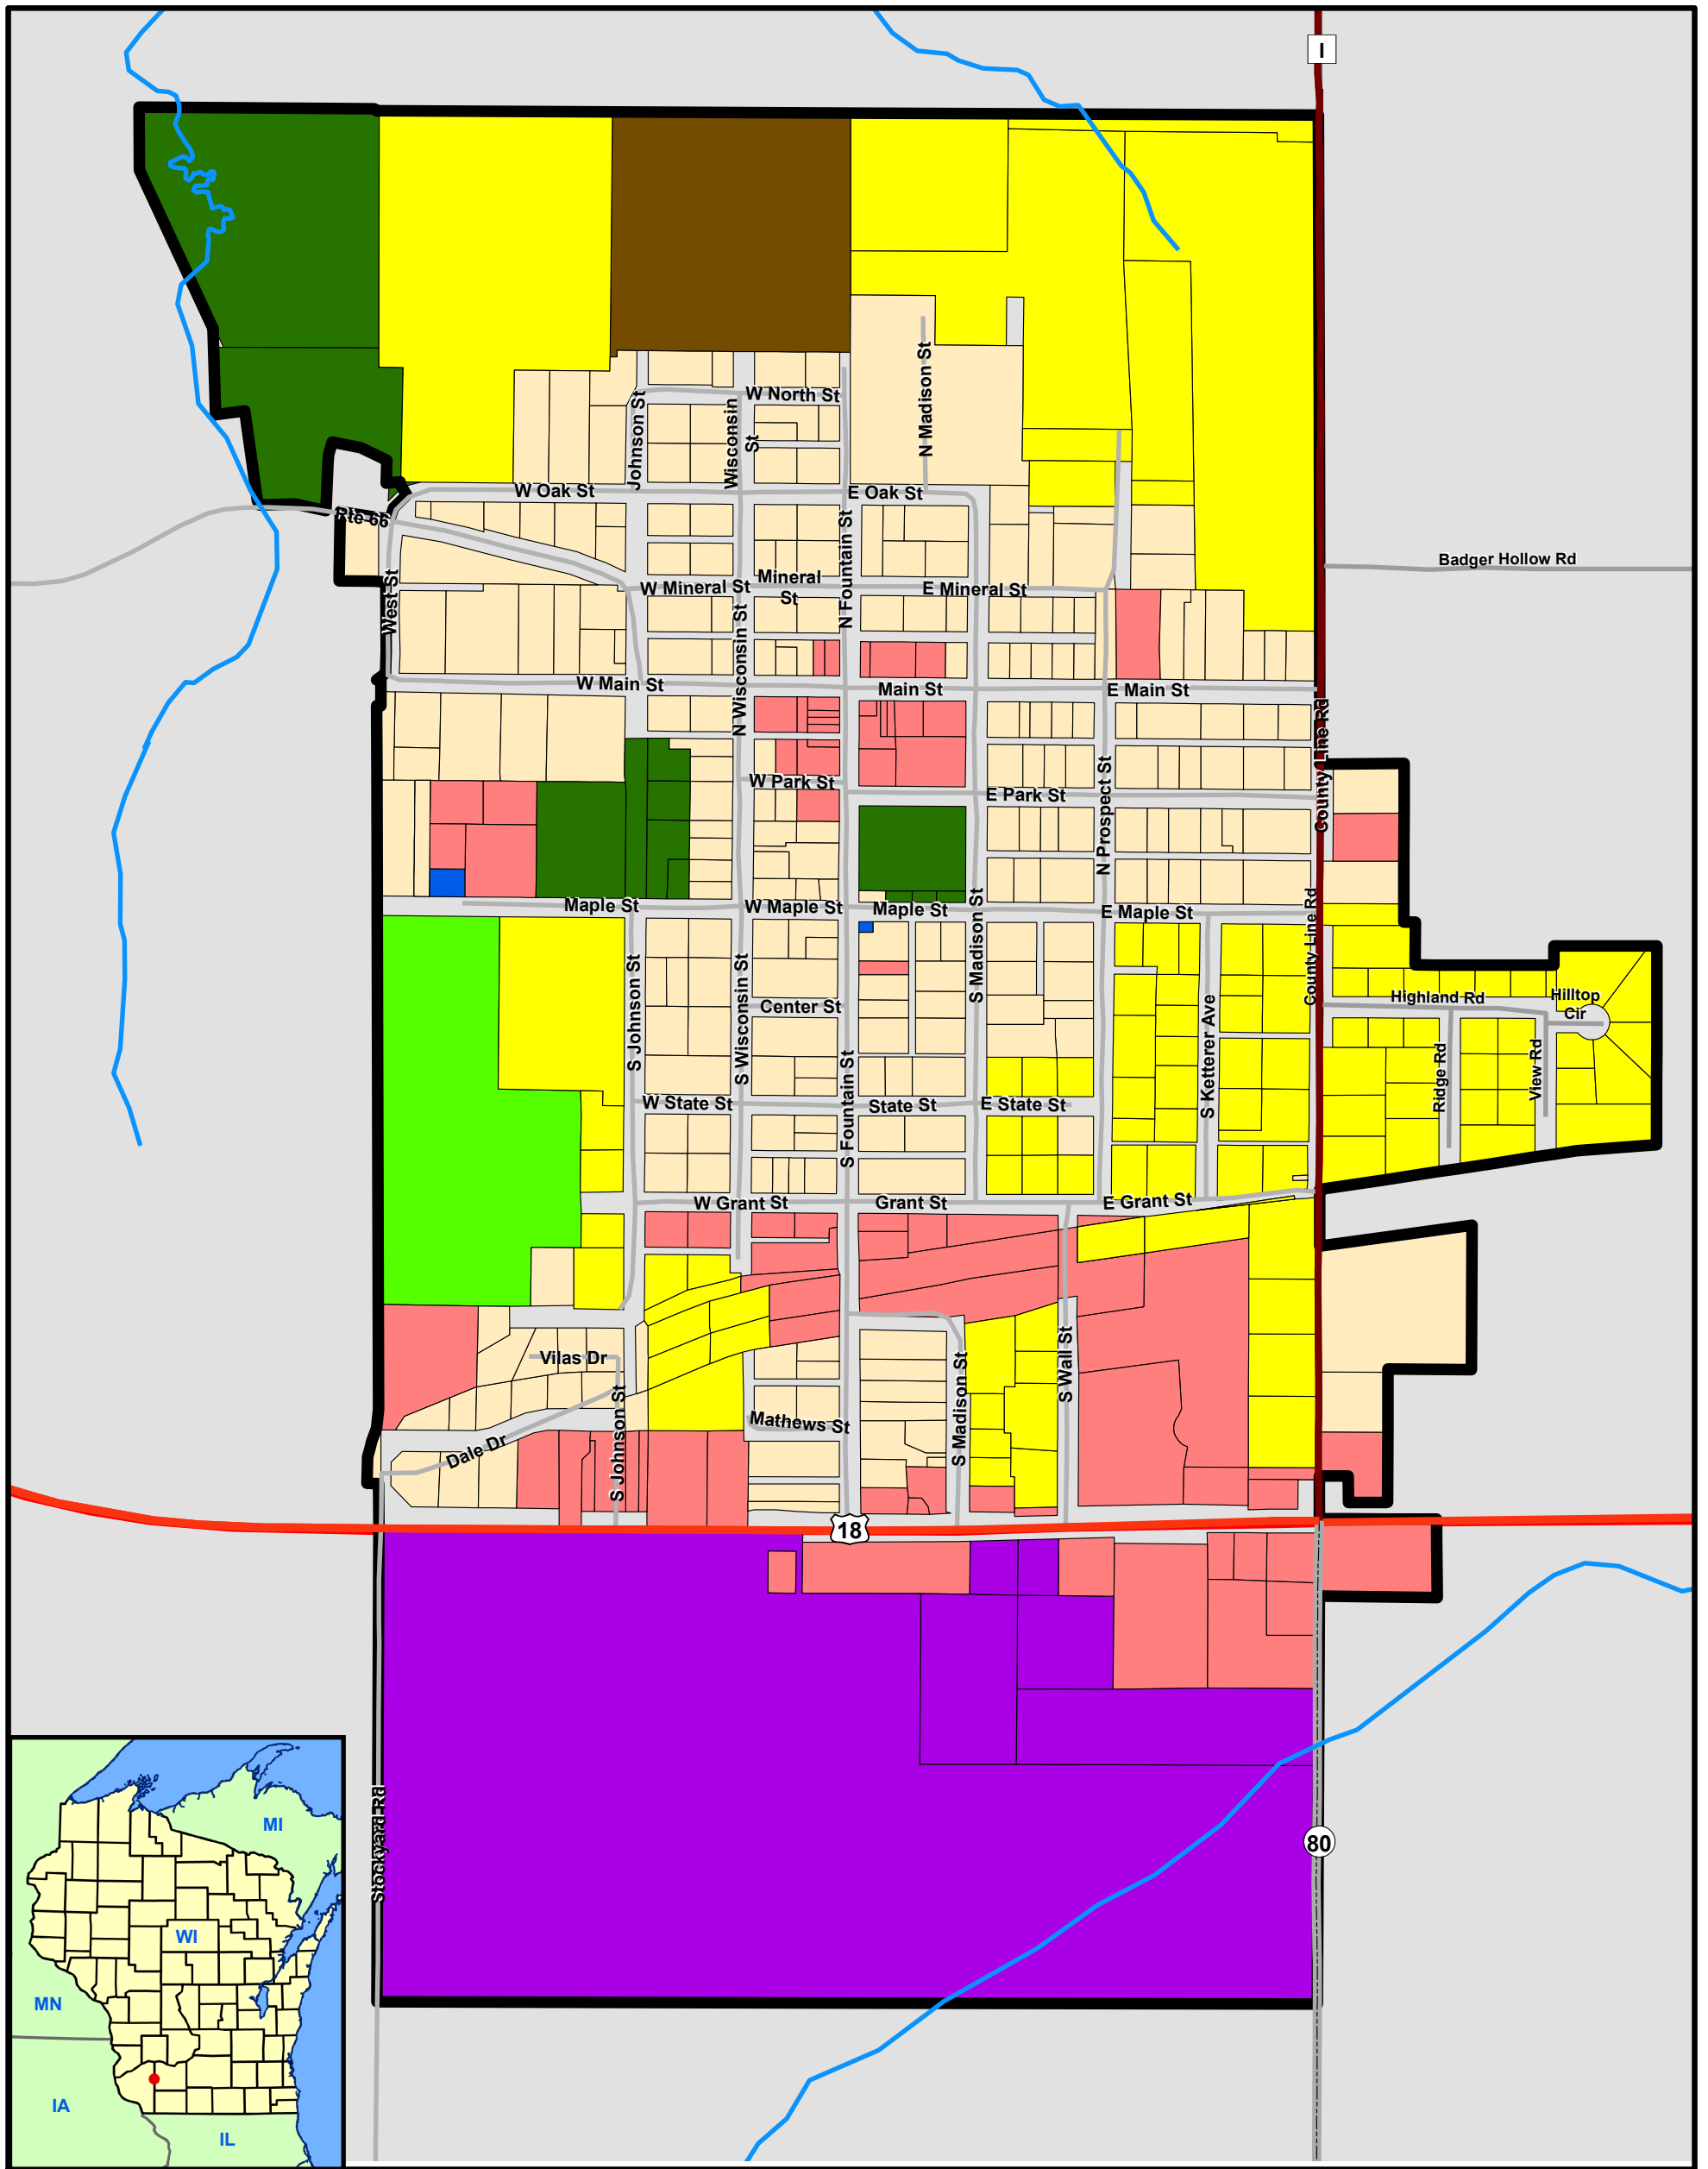 I
W North St
N Madison St
Johnson St
Wisconsin
St
W Oak St
E Oak St
Rte 66
N Fountain St
Badger Hollow Rd
W Mineral St
Mineral
St
E Mineral St
West St
N Wisconsin St
W Main St
Main St
E Main St
County Line Rd
W Park St
E Park St
N Prospect St
Maple St
W Maple St
Maple St
E Maple St
S Madison St
County Line Rd
S Johnson St
S Wisconsin St
Center St
Highland Rd
Hilltop
Cir
S Ketterer Ave
Ridge Rd
View Rd
S Fountain St
W State St
State St
E State St
W Grant St
Grant St
E Grant St
Vilas Dr
S Wall St
S Madison St
S Johnson St
Mathews St
Dale Dr
18
Stockyard Rd
80
MI
WI
MN
IA
IL